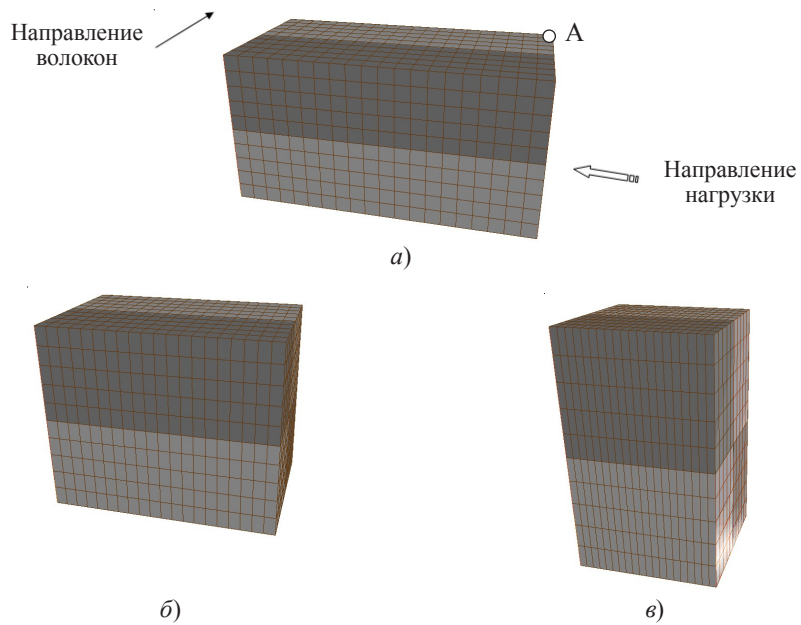 Направление
волокон
А
Направление
нагрузки
а)
б)
в)